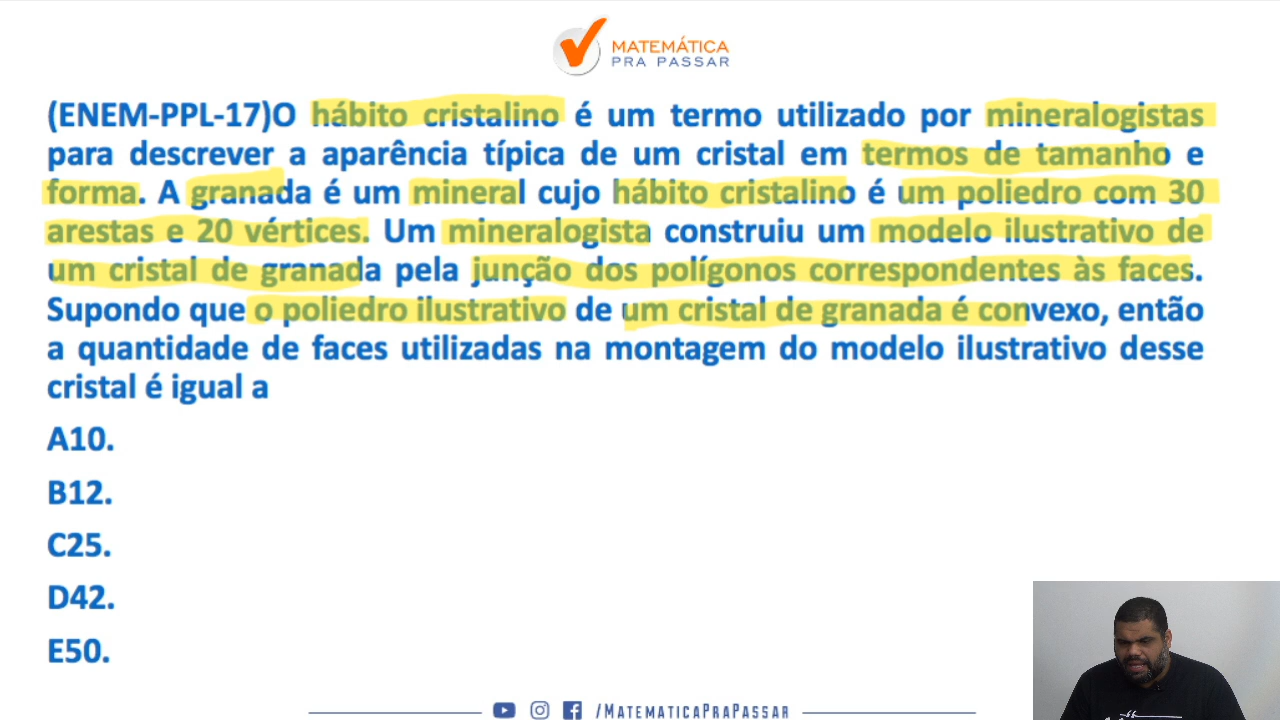 MATEMÁTICA
PRA PASSAR
(ENEM-PPL-17)O hábito cristalino é um termo utilizado por mineralogistas
para descrever a aparência típica de um cristal em termos de tamanho e
forma. A granada é um mineral cujo hábito cristalino é um poliedro com 30
arestas e 20 vértices. Um mineralogista construiu um modelo ilustrativo de
um cristal de granada pela junção dos polígonos correspondentes às faces.
Supondo que o poliedro ilustrativo de um cristal de granada é convexo, então
a quantidade de faces utilizadas na montagem do modelo ilustrativo desse
cristal é igual a
A10.
B12.
C25.
D42.
E50.
/MATEMATICAPRAPASSAR